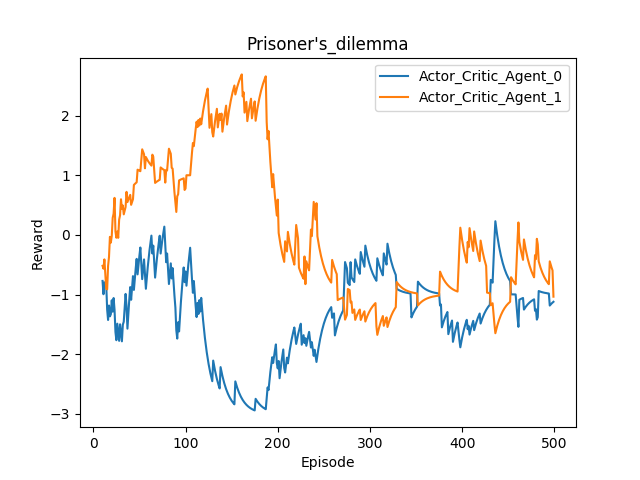 Prisoner's_dilemma
Actor_Critic_Agent_0
Actor_Critic_Agent_1
Reward
2
1
0
−1
−2
−3
0
100
200
300
400
500
Episode